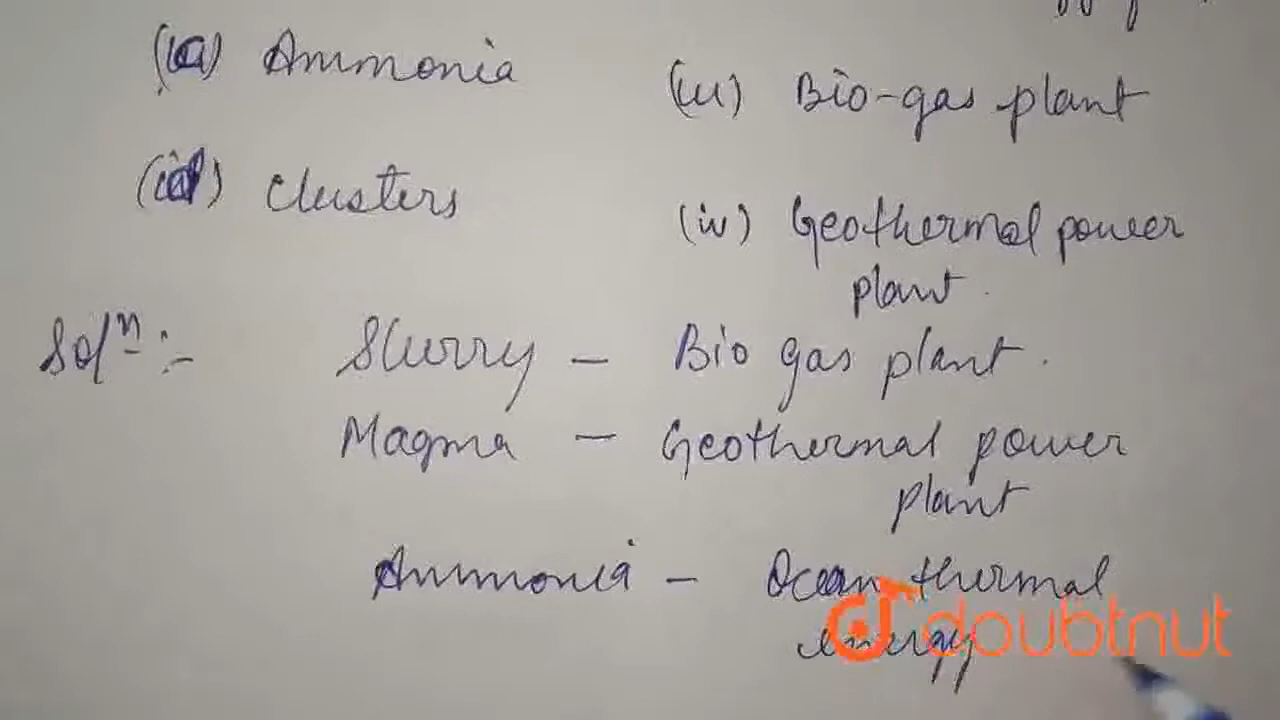 Ammonia
(iii) Bio-gas plant
Clusters
(iv) Geothermal power
plant.
Solⁿ :-
Slurry - Bio gas plant.
Magma - Geothermal power
plant
Ammonia - Ocean thermal
energy
doubtnut